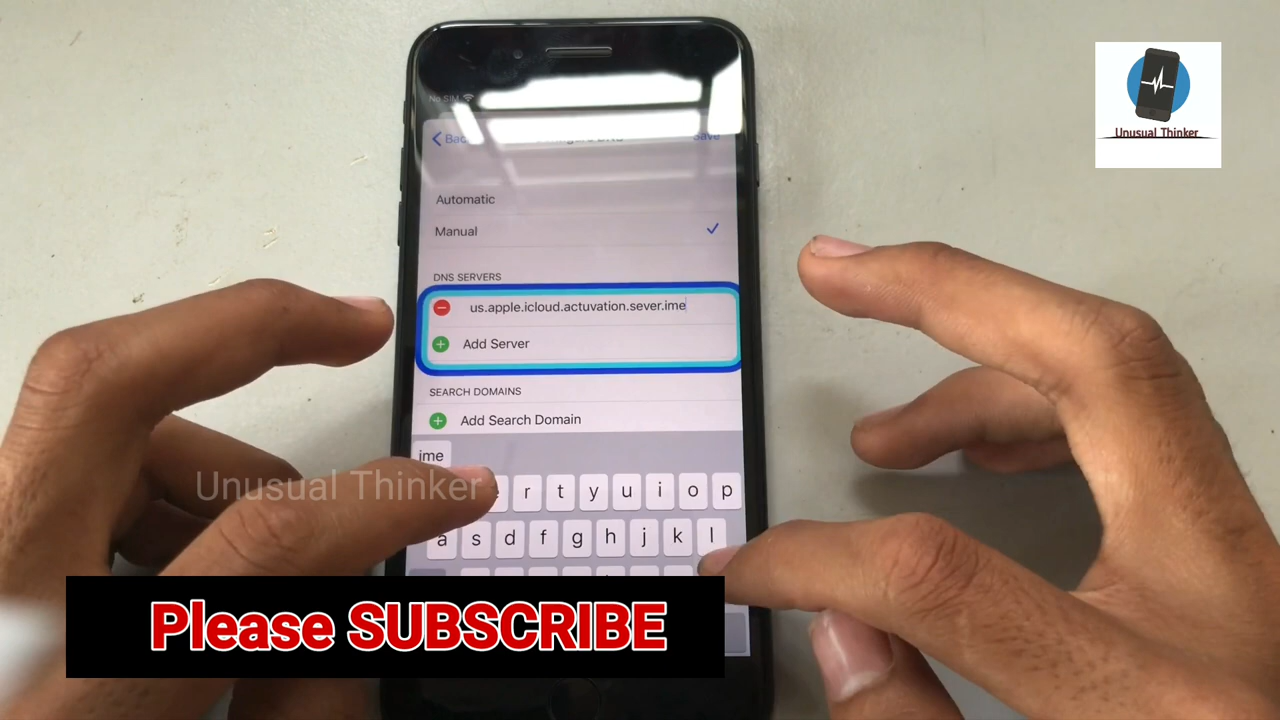 Unusual Thinker
No SIM
Back
Save
Automatic
Manual
DNS SERVERS
us.apple.icloud.actuvation.sever.ime
Add Server
SEARCH DOMAINS
Add Search Domain
ime
Unusual Thinker
r t y u i o p
a s d f g h j k l
Please SUBSCRIBE